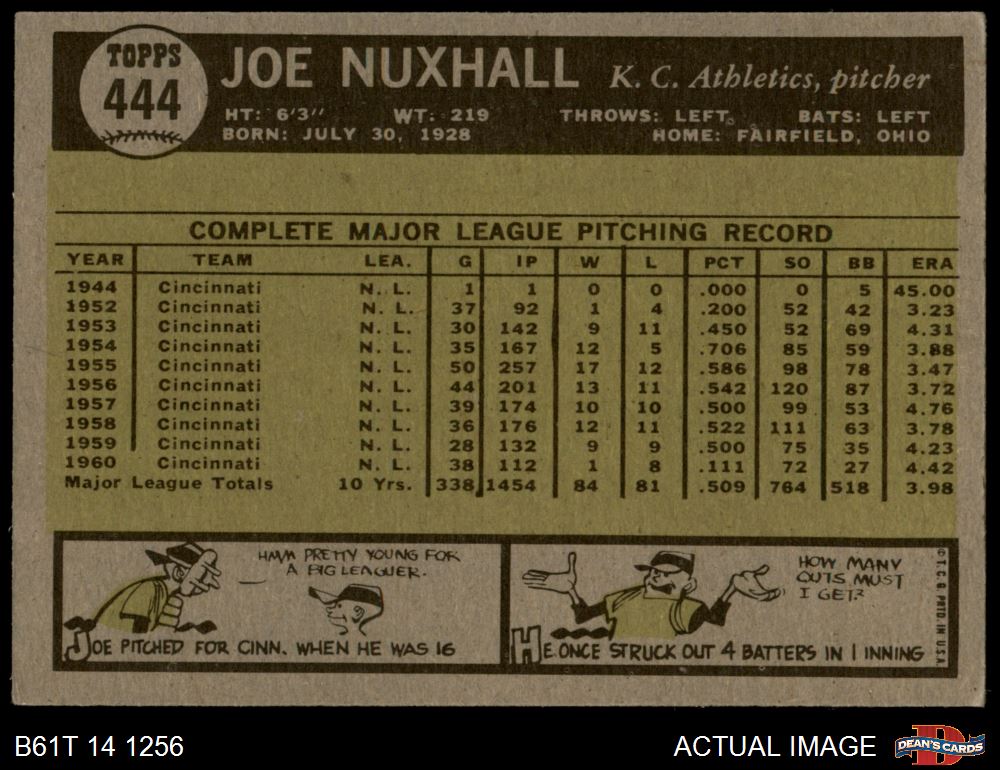 TOPPS
444
JOE NUXHALL K. C. Athletics, pitcher
HT: 6'3" WT: 219 THROWS: LEFT BATS: LEFT
BORN: JULY 30, 1928 HOME: FAIRFIELD, OHIO
COMPLETE MAJOR LEAGUE PITCHING RECORD
YEAR TEAM LEA. G IP W L PCT SO BB ERA
1944 Cincinnati N. L. 1 1 0 0 .000 0 5 45.00
1952 Cincinnati N. L. 37 92 1 4 .200 52 42 3.23
1953 Cincinnati N. L. 30 142 9 11 .450 52 69 4.31
1954 Cincinnati N. L. 35 167 12 5 .706 85 59 3.88
1955 Cincinnati N. L. 50 257 17 12 .586 98 78 3.47
1956 Cincinnati N. L. 44 201 13 11 .542 120 87 3.72
1957 Cincinnati N. L. 39 174 10 10 .500 99 53 4.76
1958 Cincinnati N. L. 36 176 12 11 .522 111 63 3.78
1959 Cincinnati N. L. 28 132 9 9 .500 75 35 4.23
1960 Cincinnati N. L. 38 112 1 8 .111 72 27 4.42
Major League Totals 10 Yrs. 338 1454 84 81 .509 764 518 3.98
HMM PRETTY YOUNG FOR
A BIG LEAGUER.
JOE PITCHED FOR CINN. WHEN HE WAS 16
HOW MANY
OUTS MUST
I GET?
HE ONCE STRUCK OUT 4 BATTERS IN 1 INNING
© T. C. G. PRTD. IN U.S.A.
B61T 14 1256
ACTUAL IMAGE
D
DEAN'S CARDS